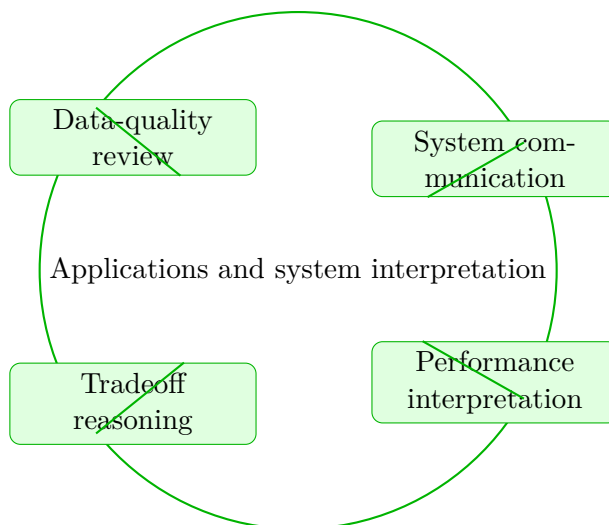 Data-quality
review
System com-
munication
Applications and system interpretation
Tradeoff
reasoning
Performance
interpretation